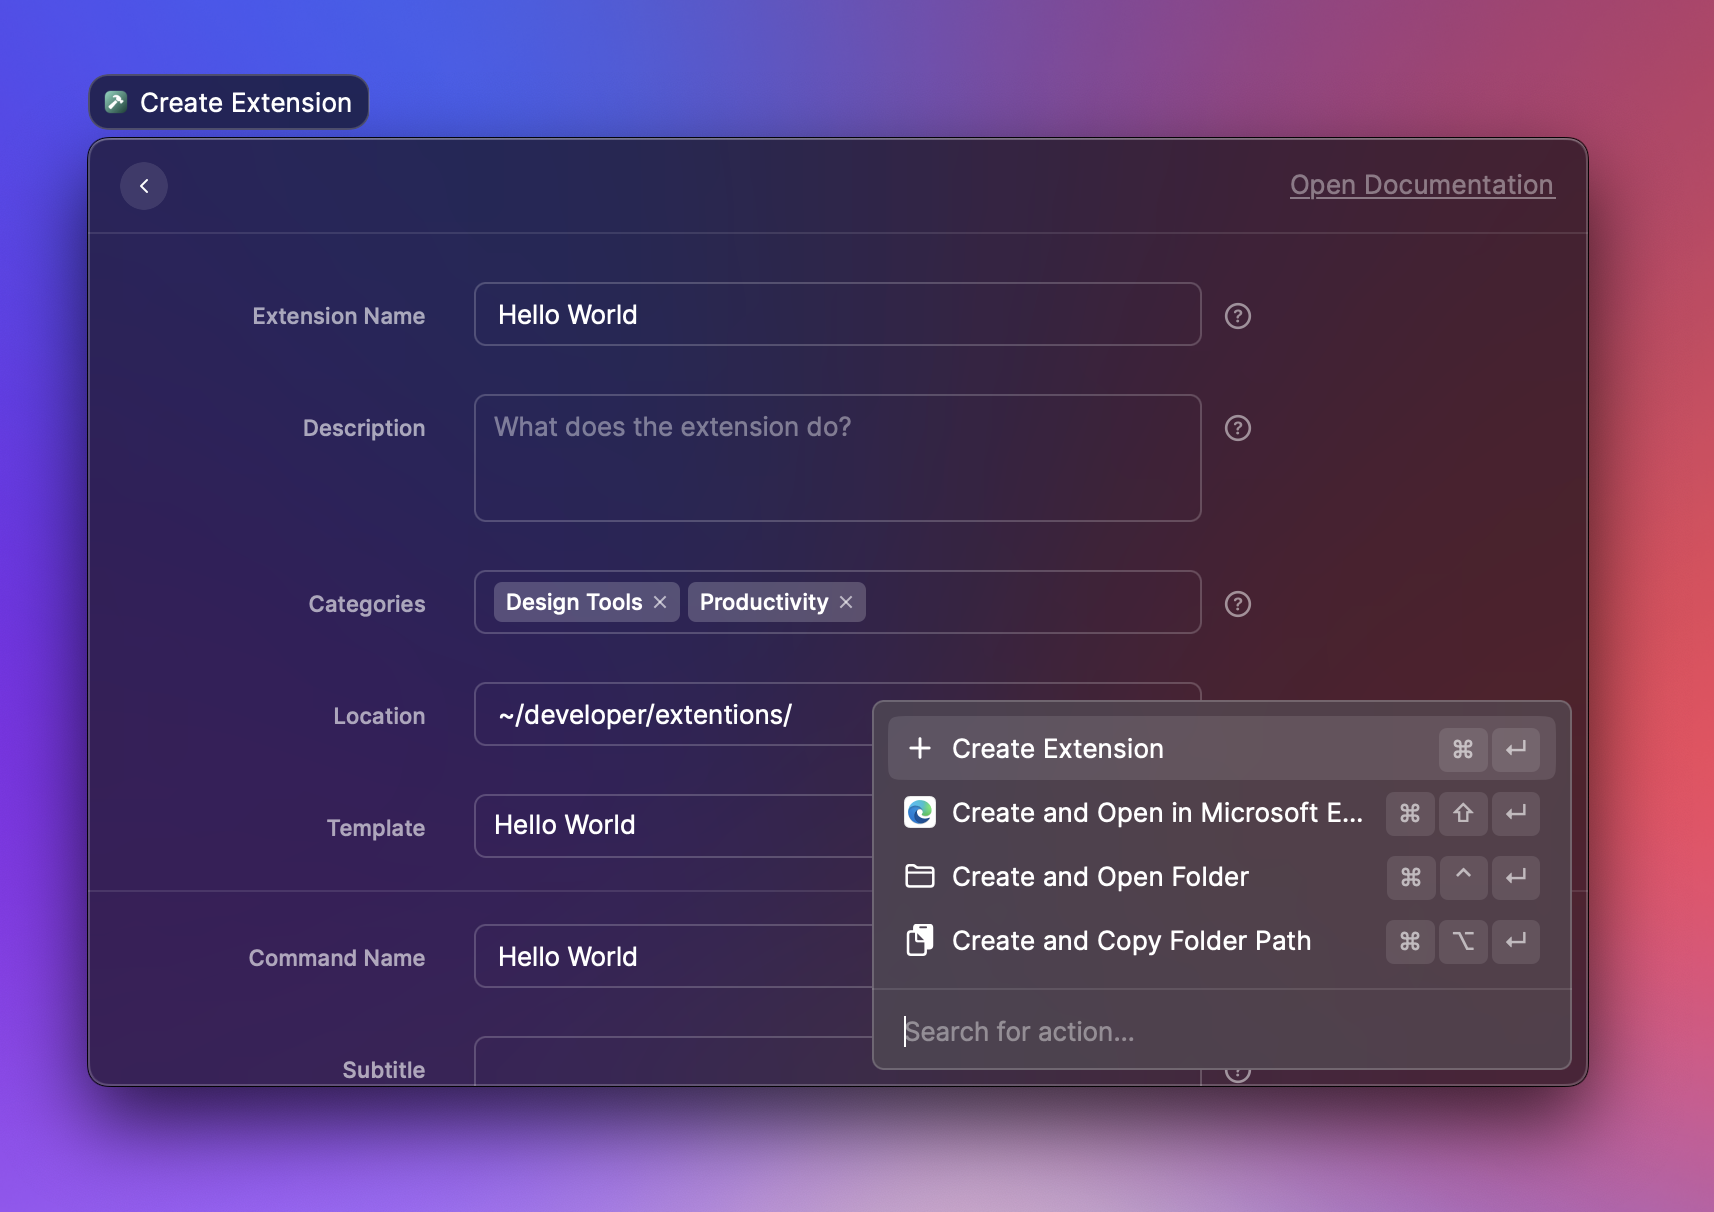 Create Extension
Open Documentation
Extension Name
Hello World
Description
What does the extension do?
Categories
Design Tools
Productivity
Location
~/developer/extentions/
Template
Hello World
Command Name
Hello World
Subtitle
Create Extension ⌘ ↵
Create and Open in Microsoft E... ⌘ ⇧ ↵
Create and Open Folder ⌘ ^ ↵
Create and Copy Folder Path ⌘ ⌥ ↵
Search for action...